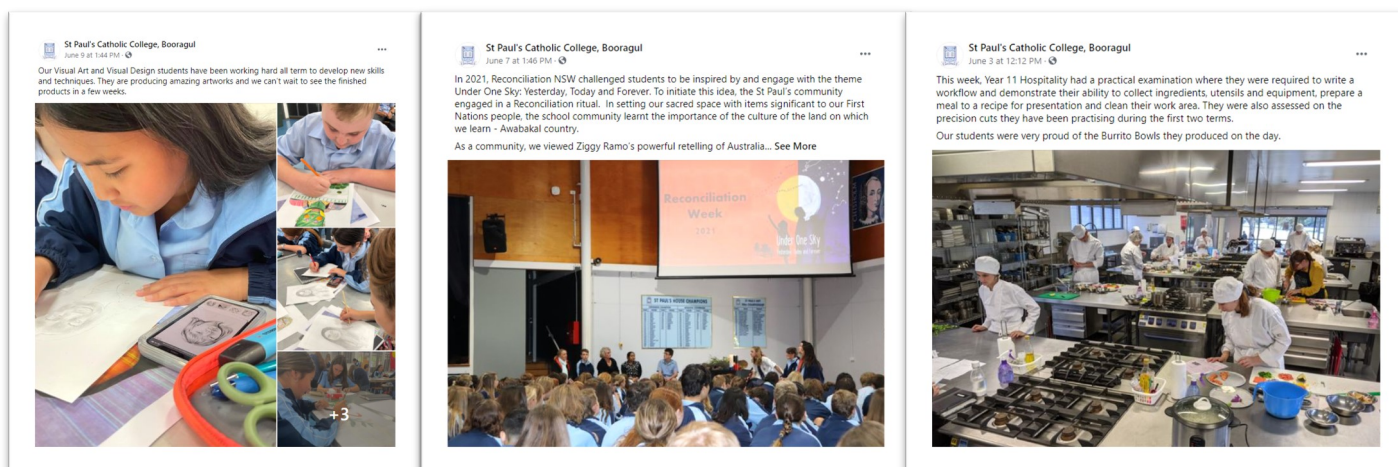 St Paul's Catholic College, Booragul
June 9 at 1:44 PM ·
Our Visual Art and Visual Design students have been working hard all term to develop new skills
and techniques. They are producing amazing artworks and we can't wait to see the finished
products in a few weeks.
+3
St Paul's Catholic College, Booragul
June 7 at 1:46 PM ·
In 2021, Reconciliation NSW challenged students to be inspired by and engage with the theme
Under One Sky: Yesterday, Today and Forever. To initiate this idea, the St Paul's community
engaged in a Reconciliation ritual. In setting our sacred space with items significant to our First
Nations people, the school community learnt the importance of the culture of the land on which
we learn - Awabakal country.
As a community, we viewed Ziggy Ramo's powerful retelling of Australia... See More
Reconciliation
Week
2021
Under One Sky
ST PAUL'S HOUSE CHAMPIONS
St Paul's Catholic College, Booragul
June 3 at 12:12 PM ·
This week, Year 11 Hospitality had a practical examination where they were required to write a
workflow and demonstrate their ability to collect ingredients, utensils and equipment, prepare a
meal to a recipe for presentation and clean their work area. They were also assessed on the
precision cuts they have been practising during the first two terms.
Our students were very proud of the Burrito Bowls they produced on the day.